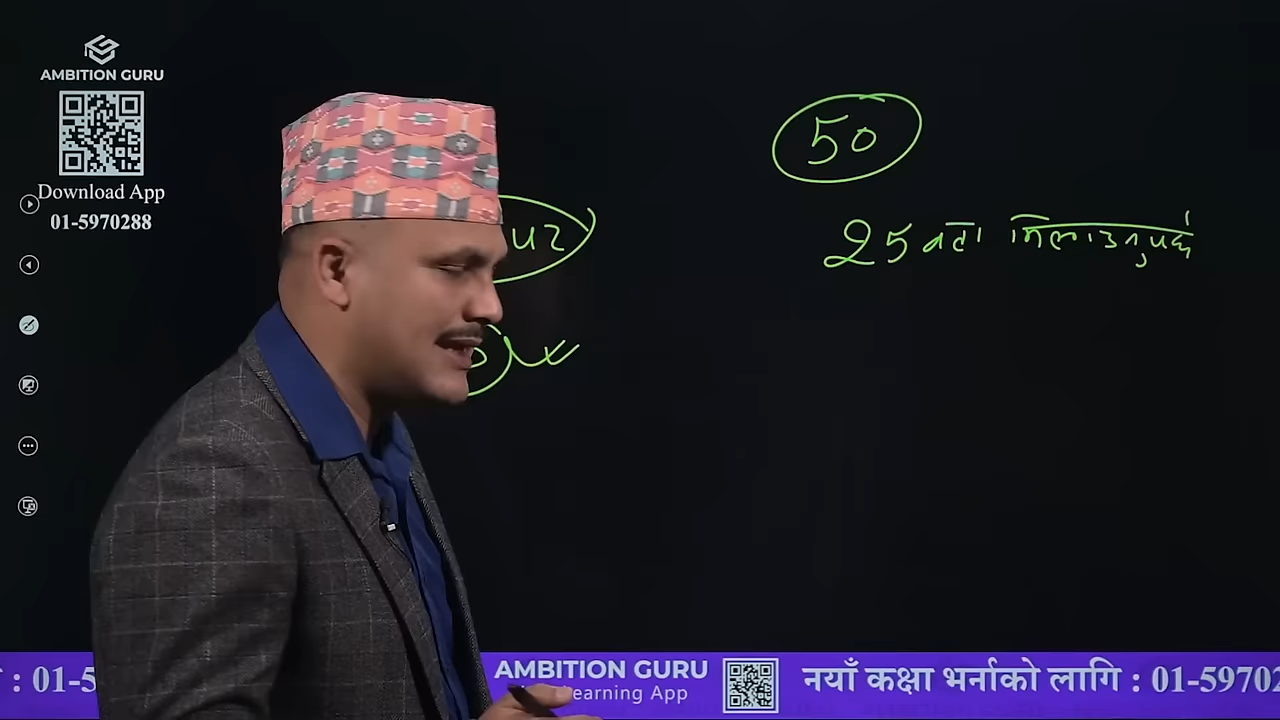 AMBITION GURU
Download App
01-5970288
50
25 वटा मिलाउनुपर्छ
: 01-5
AMBITION GURU
earning App
नयाँ कक्षा भर्नाको लागि : 01-5970